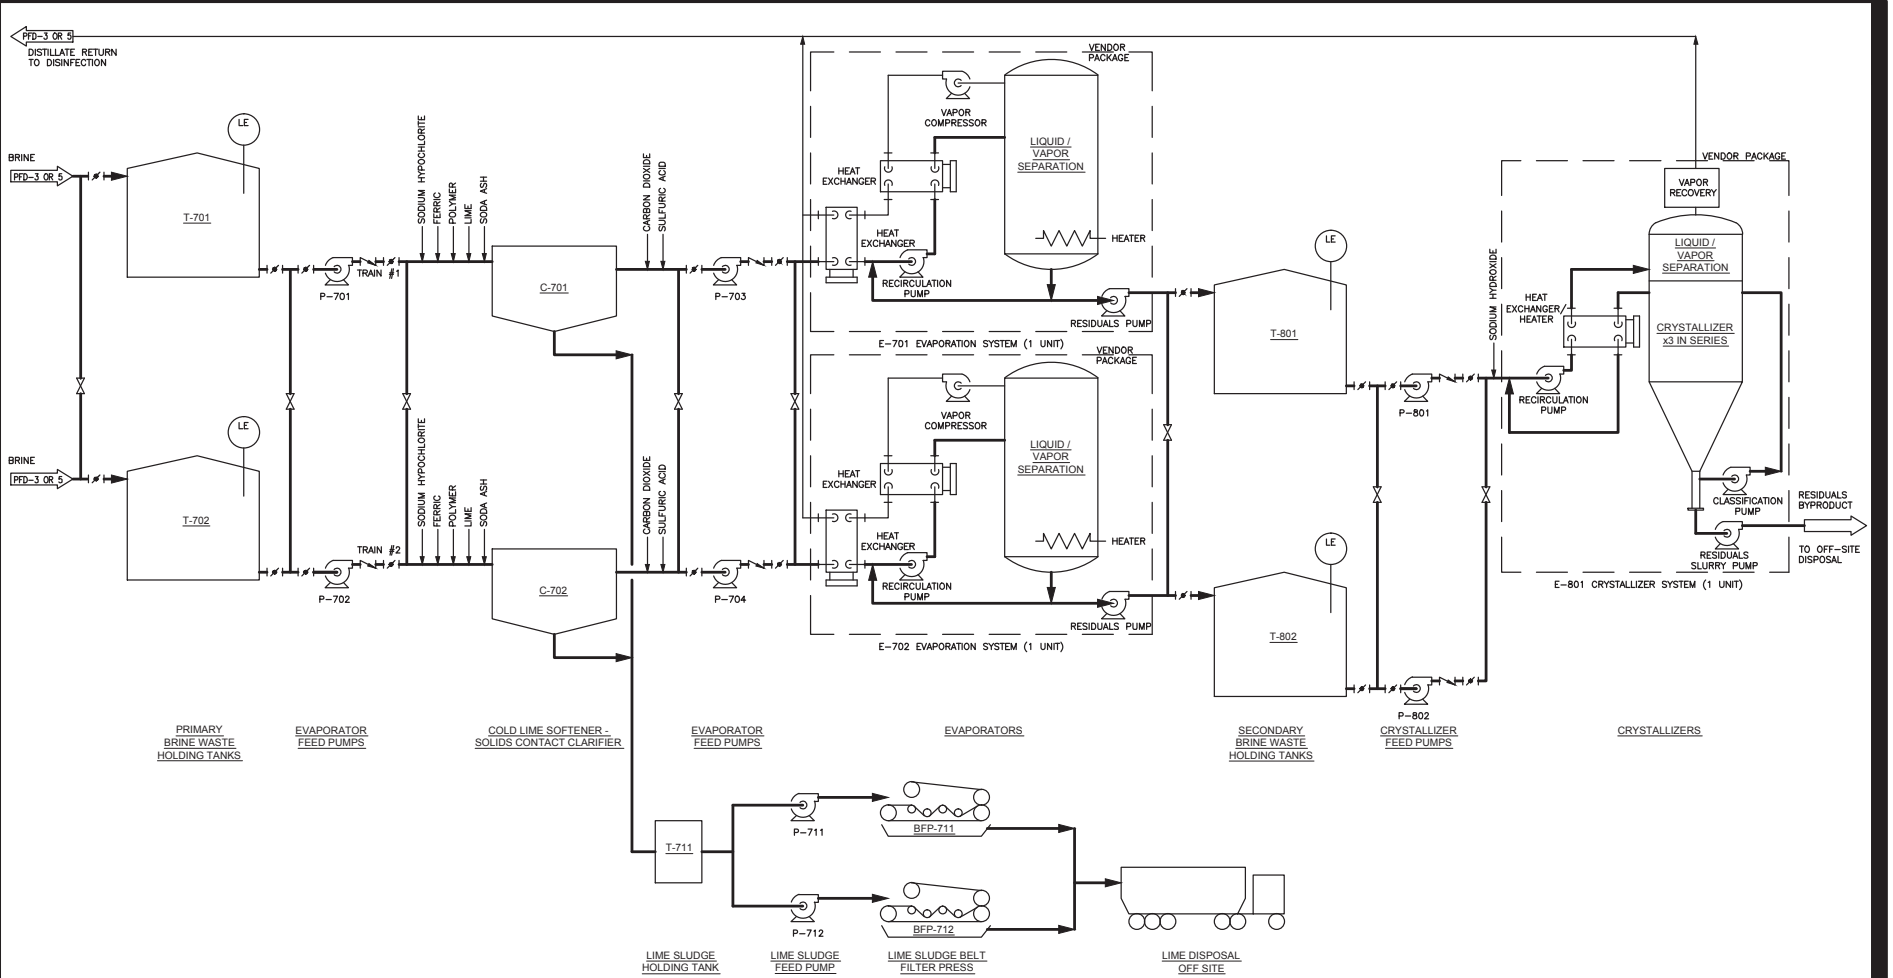 PFD-3 OR 5
DISTILLATE RETURN
TO DISINFECTION
BRINE
PFD-3 OR 5
LE
T-701
P-701
TRAIN #1
SODIUM HYPOCHLORITE
FERRIC
POLYMER
LIME
SODA ASH
C-701
CARBON DIOXIDE
SULFURIC ACID
P-703
VENDOR
PACKAGE
VAPOR
COMPRESSOR
HEAT
EXCHANGER
LIQUID /
VAPOR
SEPARATION
HEAT
EXCHANGER
HEATER
RECIRCULATION
PUMP
RESIDUALS PUMP
E-701 EVAPORATION SYSTEM (1 UNIT)
LE
T-801
P-801
SODIUM HYDROXIDE
VENDOR PACKAGE
VAPOR
RECOVERY
LIQUID /
VAPOR
SEPARATION
HEAT
EXCHANGER/
HEATER
CRYSTALLIZER
x3 IN SERIES
RECIRCULATION
PUMP
CLASSIFICATION
PUMP
RESIDUALS
BYPRODUCT
RESIDUALS
SLURRY PUMP
TO OFF-SITE
DISPOSAL
E-801 CRYSTALLIZER SYSTEM (1 UNIT)
BRINE
PFD-3 OR 5
LE
T-702
P-702
TRAIN #2
SODIUM HYPOCHLORITE
FERRIC
POLYMER
LIME
SODA ASH
C-702
CARBON DIOXIDE
SULFURIC ACID
P-704
VENDOR
PACKAGE
VAPOR
COMPRESSOR
HEAT
EXCHANGER
LIQUID /
VAPOR
SEPARATION
HEAT
EXCHANGER
HEATER
RECIRCULATION
PUMP
RESIDUALS PUMP
E-702 EVAPORATION SYSTEM (1 UNIT)
LE
T-802
P-802
PRIMARY
BRINE WASTE
HOLDING TANKS
EVAPORATOR
FEED PUMPS
COLD LIME SOFTENER -
SOLIDS CONTACT CLARIFIER
EVAPORATOR
FEED PUMPS
EVAPORATORS
SECONDARY
BRINE WASTE
HOLDING TANKS
CRYSTALLIZER
FEED PUMPS
CRYSTALLIZERS
T-711
P-711
BFP-711
P-712
BFP-712
LIME SLUDGE
HOLDING TANK
LIME SLUDGE
FEED PUMP
LIME SLUDGE BELT
FILTER PRESS
LIME DISPOSAL
OFF SITE